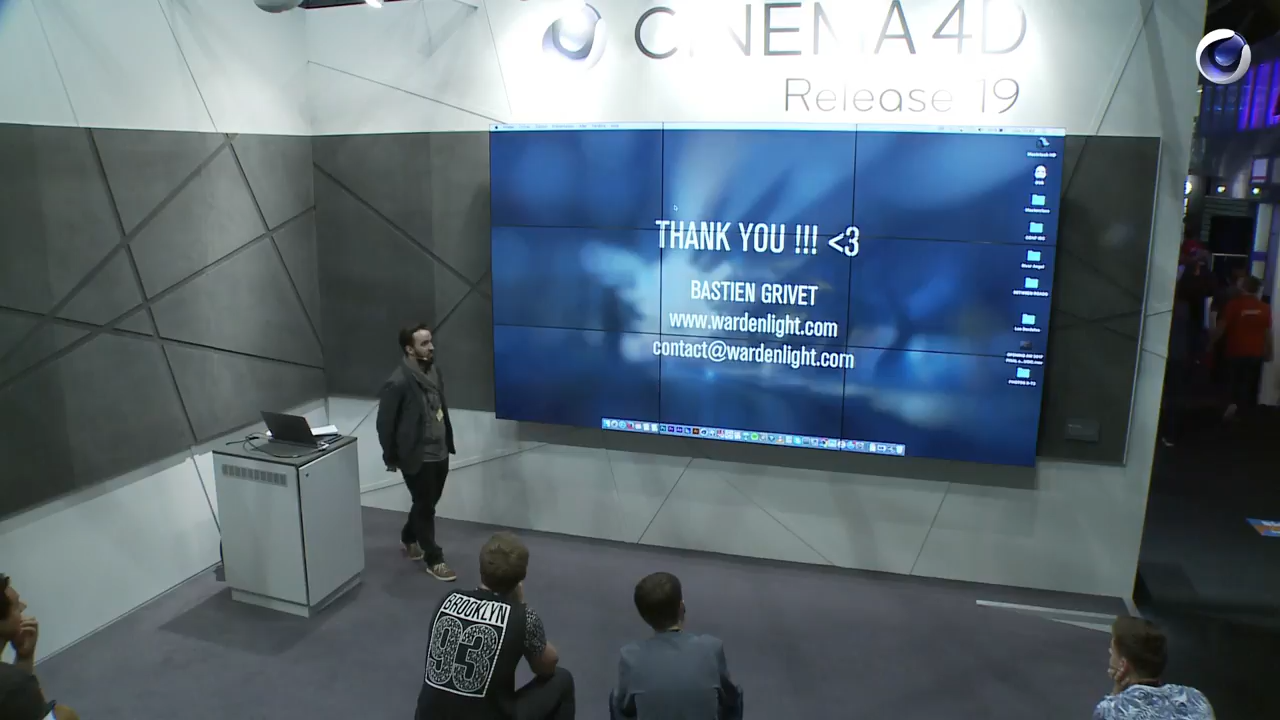 CINEMA 4D
Release 19
THANK YOU !!! <3
BASTIEN GRIVET
www.wardenlight.com
contact@wardenlight.com
BROOKLYN
93